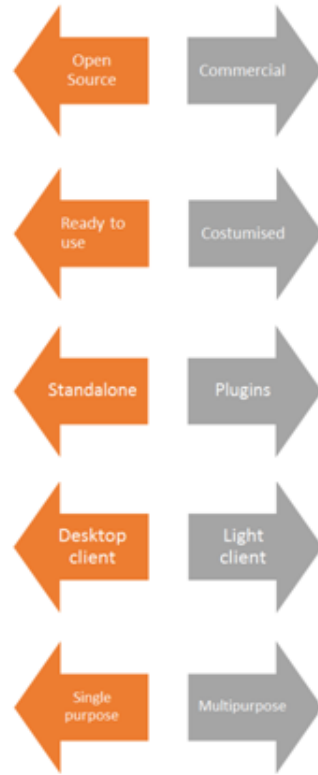 Open
Source
Commercial
Ready to
use
Costumised
Standalone
Plugins
Desktop
client
Light
client
Single
purpose
Multipurpose